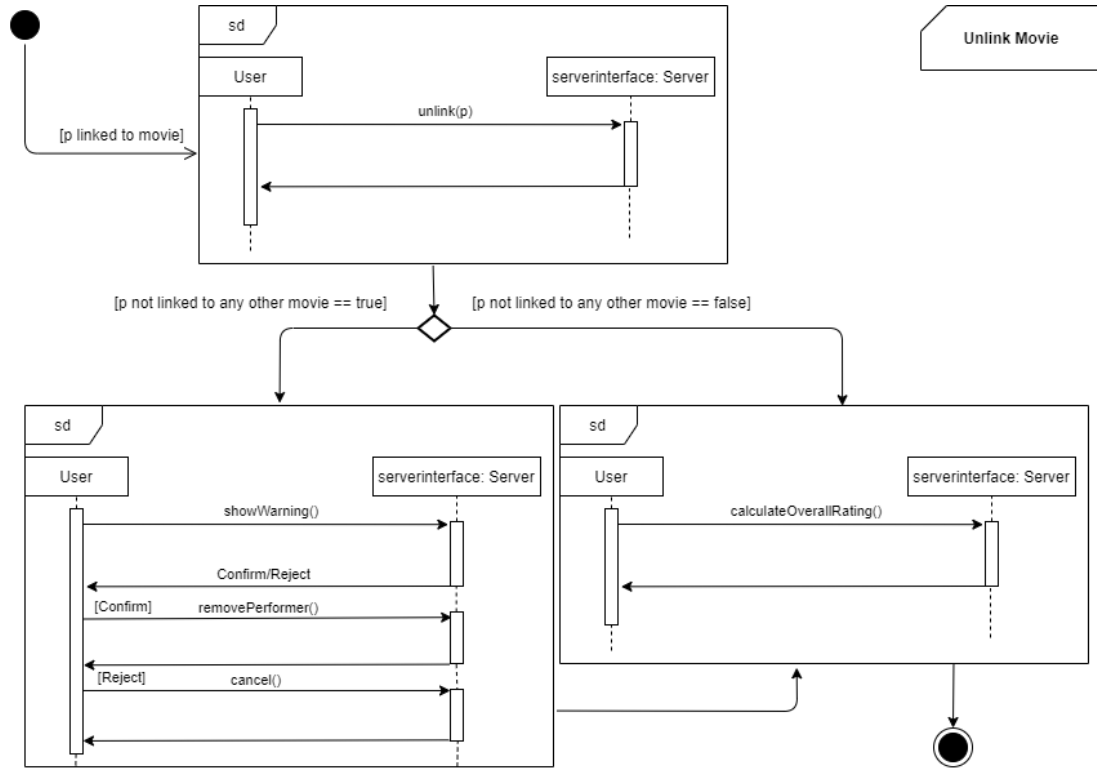 sd
Unlink Movie
User
serverinterface: Server
unlink(p)
[p linked to movie]
[p not linked to any other movie == true]
[p not linked to any other movie == false]
sd
User
serverinterface: Server
showWarning()
Confirm/Reject
[Confirm]
removePerformer()
[Reject]
cancel()
sd
User
serverinterface: Server
calculateOverallRating()